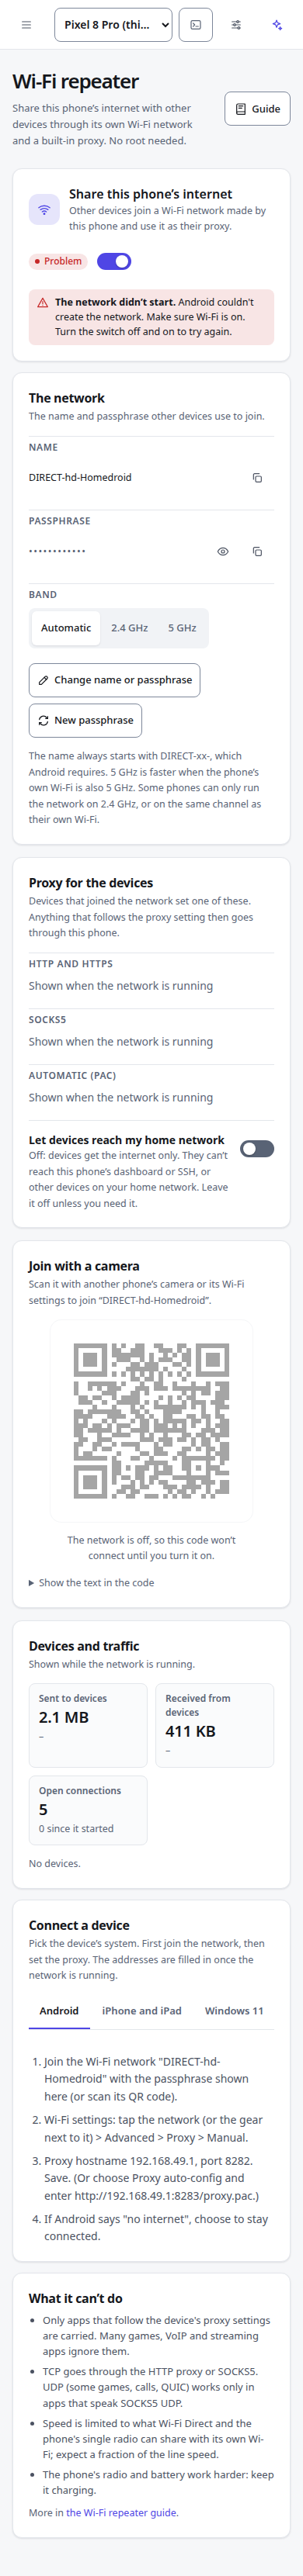 Pixel 8 Pro (thi...
Wi-Fi repeater
Share this phone's internet with other
devices through its own Wi-Fi network
and a built-in proxy. No root needed.
Guide
Share this phone's internet
Other devices join a Wi-Fi network made by
this phone and use it as their proxy.
Problem
The network didn't start. Android couldn't
create the network. Make sure Wi-Fi is on.
Turn the switch off and on to try again.
The network
The name and passphrase other devices use to join.
NAME
DIRECT-hd-Homedroid
PASSPHRASE
••••••••••••
BAND
Automatic
2.4 GHz
5 GHz
Change name or passphrase
New passphrase
The name always starts with DIRECT-xx-, which
Android requires. 5 GHz is faster when the phone's
own Wi-Fi is also 5 GHz. Some phones can only run
the network on 2.4 GHz, or on the same channel as
their own Wi-Fi.
Proxy for the devices
Devices that joined the network set one of these.
Anything that follows the proxy setting then goes
through this phone.
HTTP AND HTTPS
Shown when the network is running
SOCKS5
Shown when the network is running
AUTOMATIC (PAC)
Shown when the network is running
Let devices reach my home network
Off: devices get the internet only. They can't
reach this phone's dashboard or SSH, or
other devices on your home network. Leave
it off unless you need it.
Join with a camera
Scan it with another phone's camera or its Wi-Fi
settings to join “DIRECT-hd-Homedroid”.
The network is off, so this code won't
connect until you turn it on.
Show the text in the code
Devices and traffic
Shown while the network is running.
Sent to devices
2.1 MB
–
Received from
devices
411 KB
–
Open connections
5
0 since it started
No devices.
Connect a device
Pick the device's system. First join the network, then
set the proxy. The addresses are filled in once the
network is running.
Android
iPhone and iPad
Windows 11
1. Join the Wi-Fi network "DIRECT-hd-
Homedroid" with the passphrase shown
here (or scan its QR code).
2. Wi-Fi settings: tap the network (or the gear
next to it) > Advanced > Proxy > Manual.
3. Proxy hostname 192.168.49.1, port 8282.
Save. (Or choose Proxy auto-config and
enter http://192.168.49.1:8283/proxy.pac.)
4. If Android says "no internet", choose to stay
connected.
What it can't do
• Only apps that follow the device's proxy settings
are carried. Many games, VoIP and streaming
apps ignore them.
• TCP goes through the HTTP proxy or SOCKS5.
UDP (some games, calls, QUIC) works only in
apps that speak SOCKS5 UDP.
• Speed is limited to what Wi-Fi Direct and the
phone's single radio can share with its own Wi-
Fi; expect a fraction of the line speed.
• The phone's radio and battery work harder: keep
it charging.
More in the Wi-Fi repeater guide.